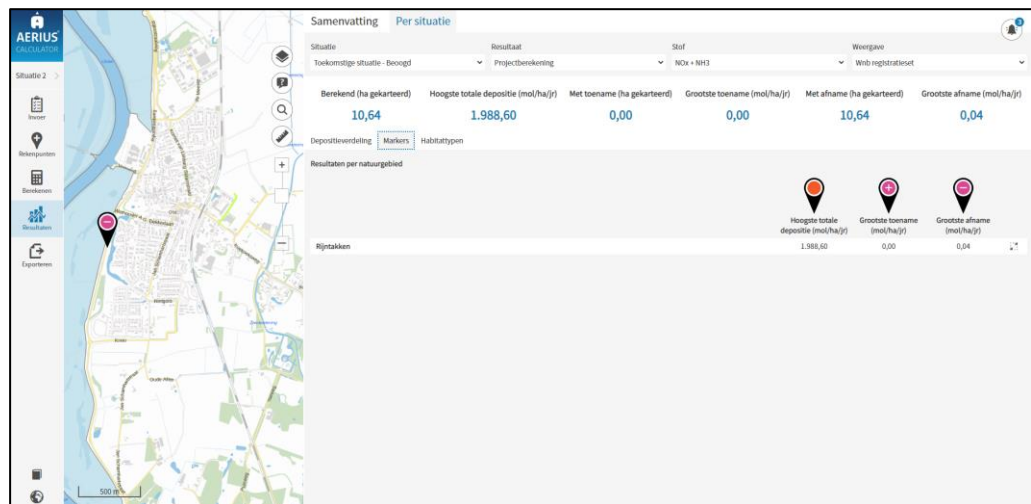 AERIUS
CALCULATOR
Situatie 2
Invoer
Rekenpunten
Berekenen
Resultaten
Exporteren
500 m
Samenvatting Per situatie
3
Situatie Resultaat Stof Weergave
Toekomstige situatie - Beoogd Projectberekening NOx + NH3 Wnb registratieset
Berekend (ha gekarteerd) Hoogste totale depositie (mol/ha/jr) Met toename (ha gekarteerd) Grootste toename (mol/ha/jr) Met afname (ha gekarteerd) Grootste afname (mol/ha/jr)
10,64 1.988,60 0,00 0,00 10,64 0,04
Depositieverdeling Markers Habitattypen
Resultaten per natuurgebied
Hoogste totale depositie (mol/ha/jr) Grootste toename (mol/ha/jr) Grootste afname (mol/ha/jr)
Rijntakken 1.988,60 0,00 0,04